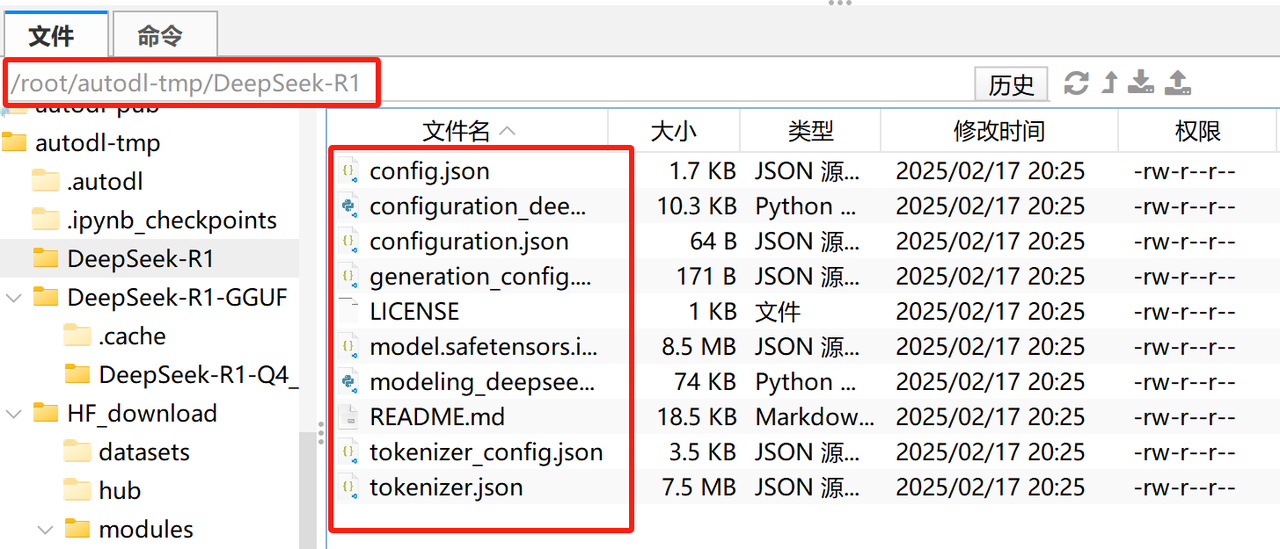 文件 命令
/root/autodl-tmp/DeepSeek-R1 历史
autodl-pub
autodl-tmp
.autodl
.ipynb_checkpoints
DeepSeek-R1
DeepSeek-R1-GGUF
.cache
DeepSeek-R1-Q4_
HF_download
datasets
hub
modules
文件名 大小 类型 修改时间 权限
config.json 1.7 KB JSON 源... 2025/02/17 20:25 -rw-r--r--
configuration_dee... 10.3 KB Python ... 2025/02/17 20:25 -rw-r--r--
configuration.json 64 B JSON 源... 2025/02/17 20:25 -rw-r--r--
generation_config.... 171 B JSON 源... 2025/02/17 20:25 -rw-r--r--
LICENSE 1 KB 文件 2025/02/17 20:25 -rw-r--r--
model.safetensors.i... 8.5 MB JSON 源... 2025/02/17 20:25 -rw-r--r--
modeling_deepsee... 74 KB Python ... 2025/02/17 20:25 -rw-r--r--
README.md 18.5 KB Markdow... 2025/02/17 20:25 -rw-r--r--
tokenizer_config.json 3.5 KB JSON 源... 2025/02/17 20:25 -rw-r--r--
tokenizer.json 7.5 MB JSON 源... 2025/02/17 20:25 -rw-r--r--